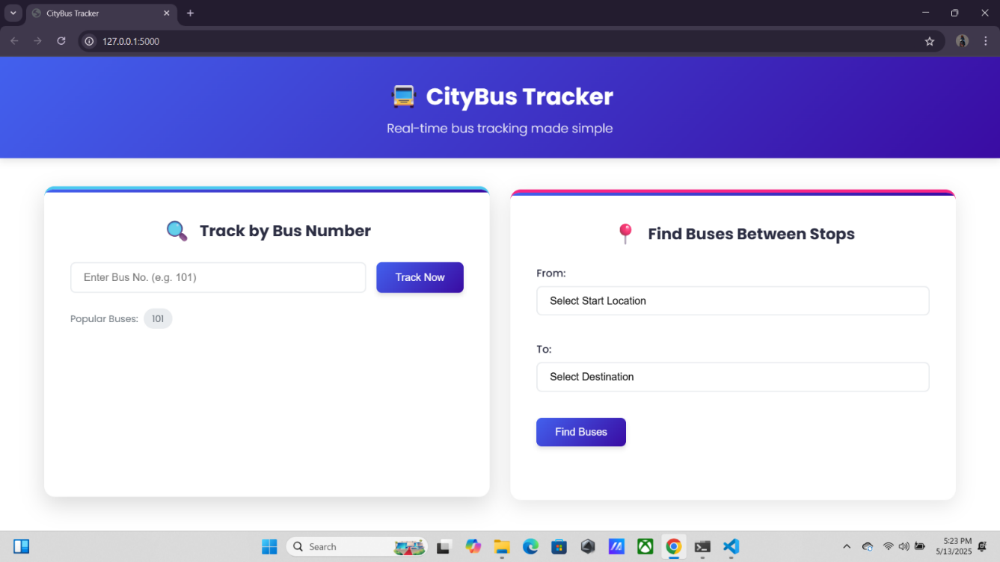 CityBus Tracker
127.0.0.1:5000
CityBus Tracker
Real-time bus tracking made simple
Track by Bus Number
Enter Bus No. (e.g. 101)
Track Now
Popular Buses: 101
Find Buses Between Stops
From:
Select Start Location
To:
Select Destination
Find Buses
Search
5:23 PM
5/13/2025